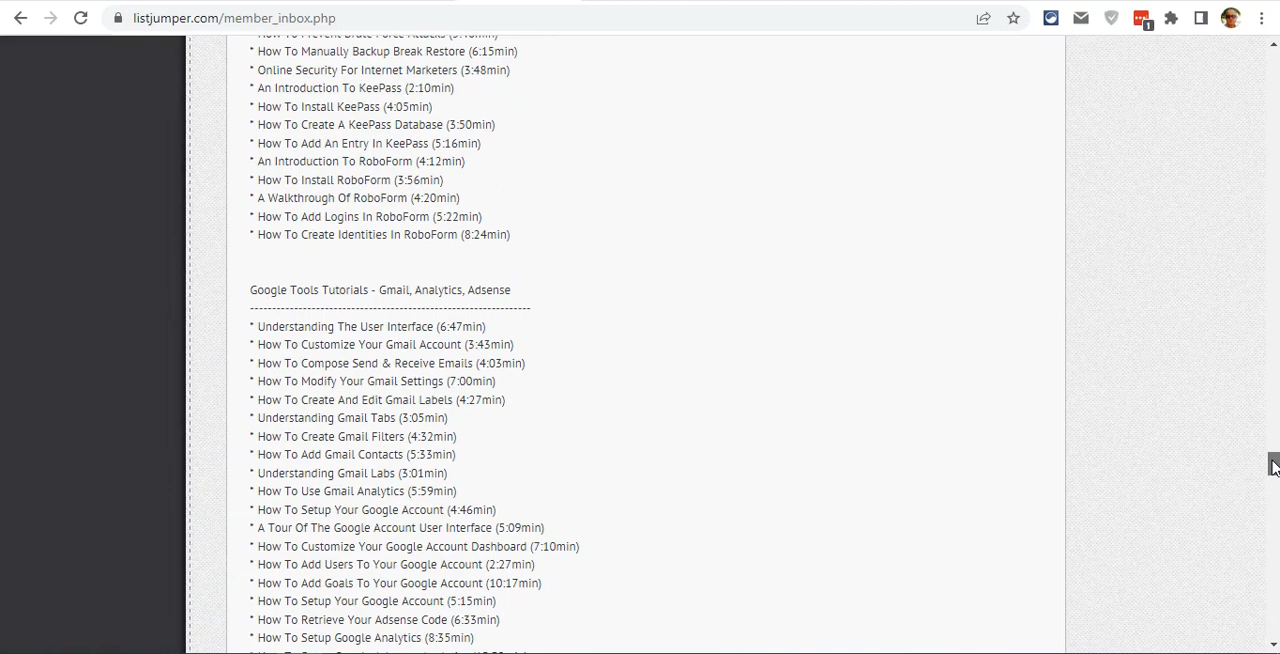 listjumper.com/member_inbox.php
1
* How To Prevent Brute Force Attacks
* How To Manually Backup Break Restore (6:15min)
* Online Security For Internet Marketers (3:48min)
* An Introduction To KeePass (2:10min)
* How To Install KeePass (4:05min)
* How To Create A KeePass Database (3:50min)
* How To Add An Entry In KeePass (5:16min)
* An Introduction To RoboForm (4:12min)
* How To Install RoboForm (3:56min)
* A Walkthrough Of RoboForm (4:20min)
* How To Add Logins In RoboForm (5:22min)
* How To Create Identities In RoboForm (8:24min)
Google Tools Tutorials - Gmail, Analytics, Adsense
---------------------------------------------------------------
* Understanding The User Interface (6:47min)
* How To Customize Your Gmail Account (3:43min)
* How To Compose Send & Receive Emails (4:03min)
* How To Modify Your Gmail Settings (7:00min)
* How To Create And Edit Gmail Labels (4:27min)
* Understanding Gmail Tabs (3:05min)
* How To Create Gmail Filters (4:32min)
* How To Add Gmail Contacts (5:33min)
* Understanding Gmail Labs (3:01min)
* How To Use Gmail Analytics (5:59min)
* How To Setup Your Google Account (4:46min)
* A Tour Of The Google Account User Interface (5:09min)
* How To Customize Your Google Account Dashboard (7:10min)
* How To Add Users To Your Google Account (2:27min)
* How To Add Goals To Your Google Account (10:17min)
* How To Setup Your Google Account (5:15min)
* How To Retrieve Your Adsense Code (6:33min)
* How To Setup Google Analytics (8:35min)